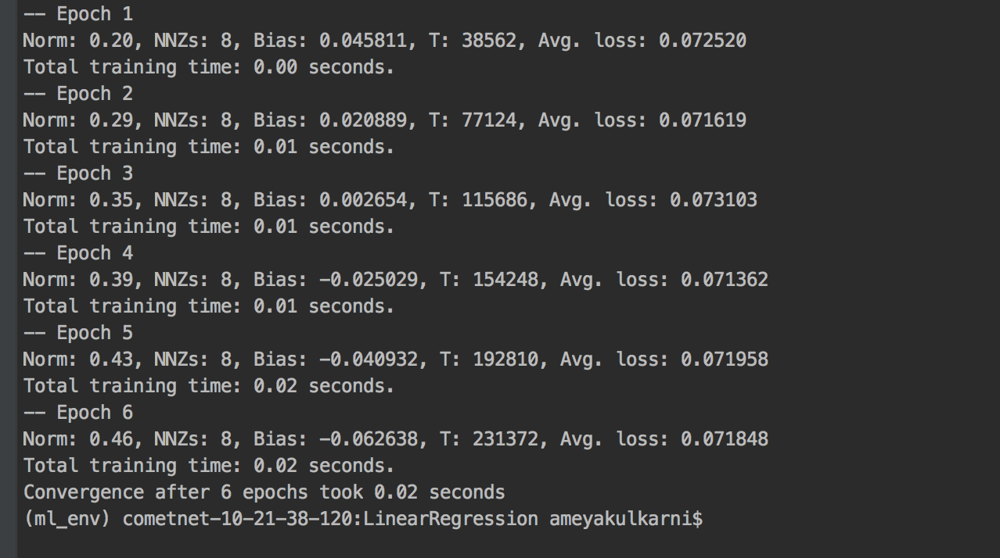 -- Epoch 1
Norm: 0.20, NNZs: 8, Bias: 0.045811, T: 38562, Avg. loss: 0.072520
Total training time: 0.00 seconds.
-- Epoch 2
Norm: 0.29, NNZs: 8, Bias: 0.020889, T: 77124, Avg. loss: 0.071619
Total training time: 0.01 seconds.
-- Epoch 3
Norm: 0.35, NNZs: 8, Bias: 0.002654, T: 115686, Avg. loss: 0.073103
Total training time: 0.01 seconds.
-- Epoch 4
Norm: 0.39, NNZs: 8, Bias: -0.025029, T: 154248, Avg. loss: 0.071362
Total training time: 0.01 seconds.
-- Epoch 5
Norm: 0.43, NNZs: 8, Bias: -0.040932, T: 192810, Avg. loss: 0.071958
Total training time: 0.02 seconds.
-- Epoch 6
Norm: 0.46, NNZs: 8, Bias: -0.062638, T: 231372, Avg. loss: 0.071848
Total training time: 0.02 seconds.
Convergence after 6 epochs took 0.02 seconds
(ml_env) cometnet-10-21-38-120:LinearRegression ameyakulkarni$